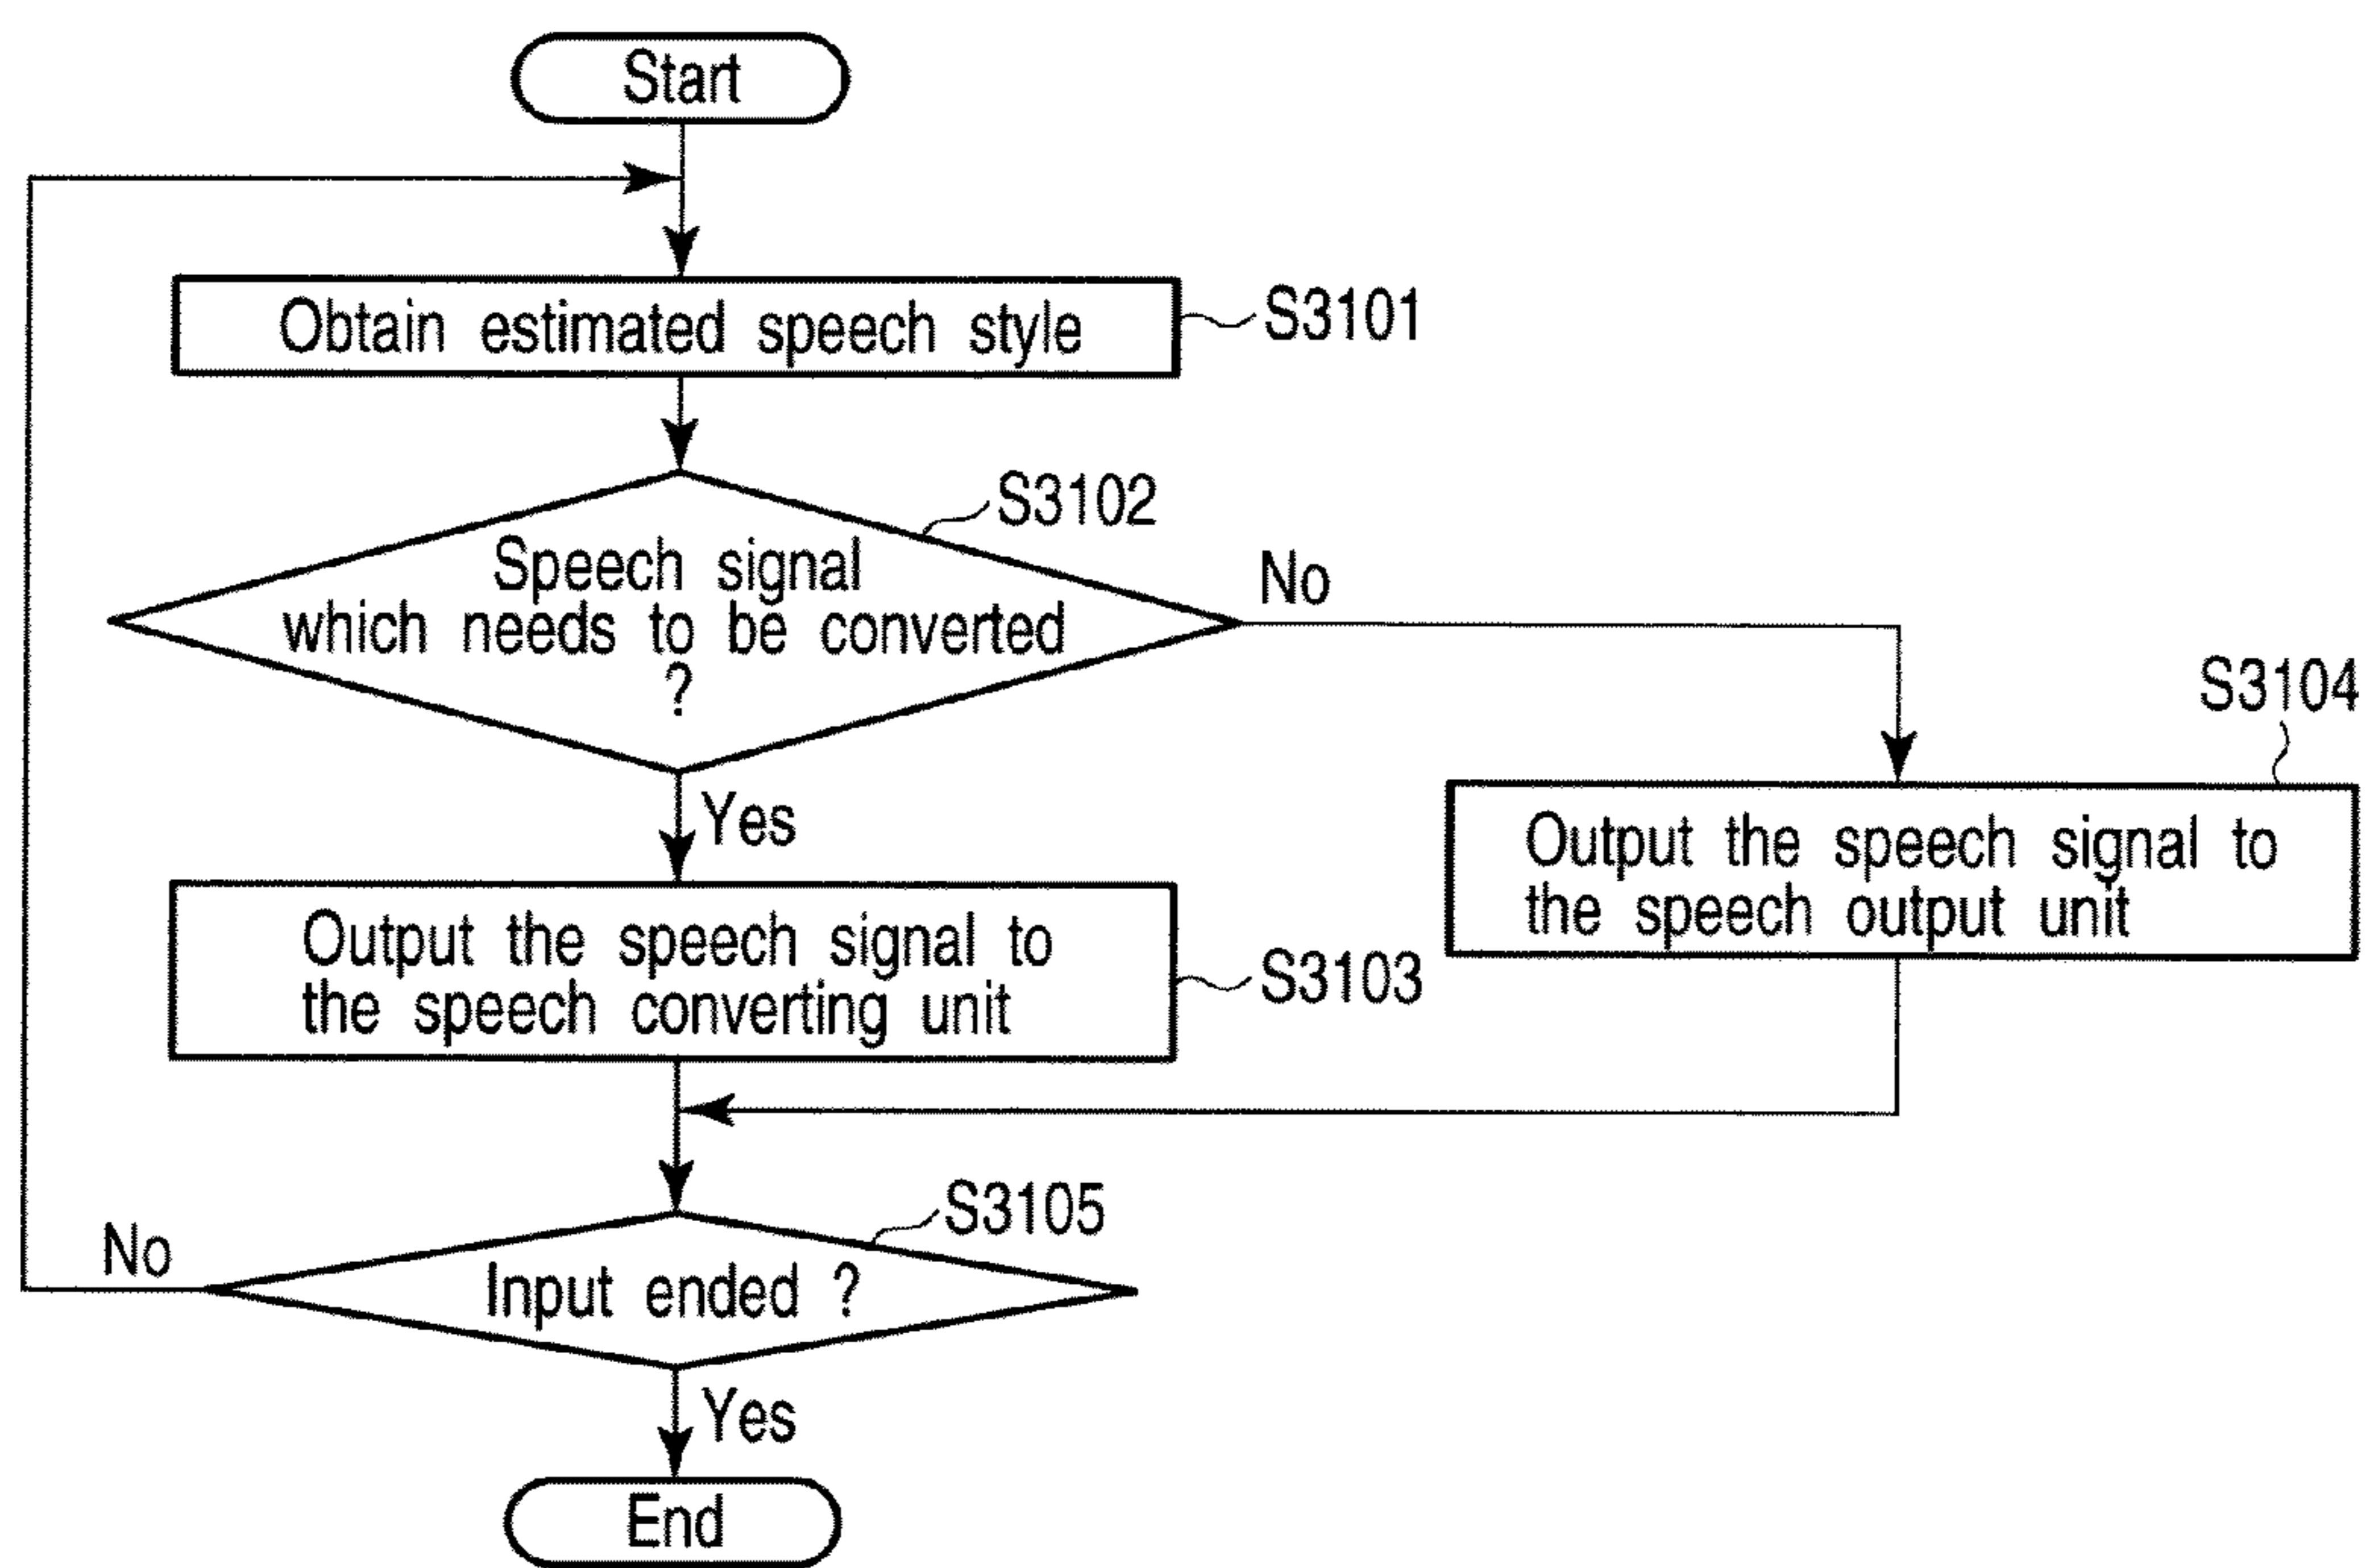 Start
Obtain estimated speech style
S3101
S3102
Speech signal
which needs to be converted
?
No
Yes
S3104
Output the speech signal to
the speech output unit
Output the speech signal to
the speech converting unit
S3103
S3105
No
Input ended ?
Yes
End